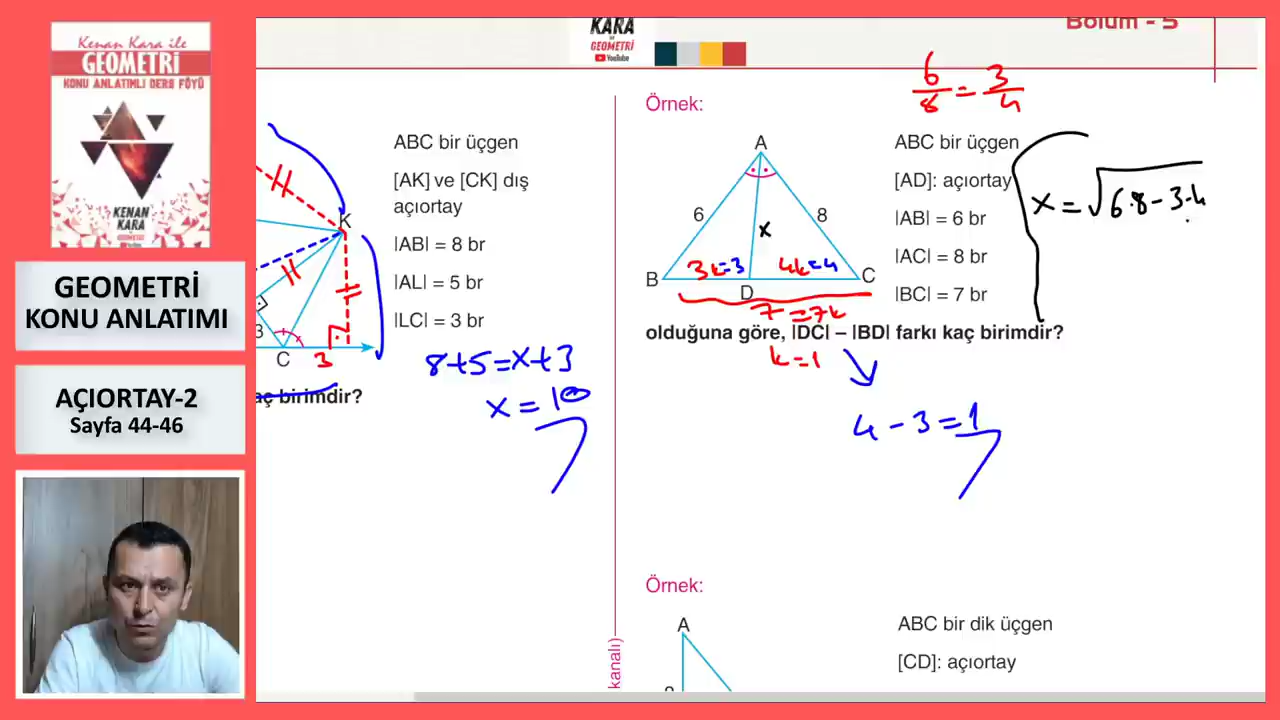 Kenan Kara ile
GEOMETRİ
KONU ANLATIMLI DERS FÖYÜ
KENAN
KARA
GEOMETRİ
KONU ANLATIMI
AÇIORTAY-2
Sayfa 44-46
KARA
GEOMETRİ
YouTube
Bölüm - 5
ABC bir üçgen
[AK] ve [CK] dış
açıortay
|AB| = 8 br
|AL| = 5 br
|LC| = 3 br
K
H
H
3
C
3
8+5=x+3
x = 10
kaç birimdir?
kanalı)
Örnek:
6/8 = 3/4
A
6
8
x
3k=3
4k=4
B
D
C
7=7k
k=1
ABC bir üçgen
[AD]: açıortay
|AB| = 6 br
|AC| = 8 br
|BC| = 7 br
x = √6·8-3·4
olduğuna göre, |DC| – |BD| farkı kaç birimdir?
4-3=1
Örnek:
A
ABC bir dik üçgen
[CD]: açıortay